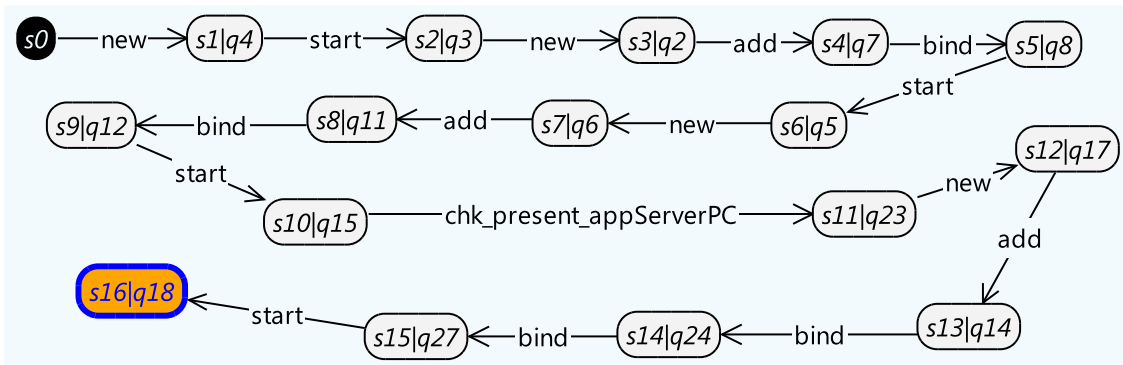 s0 new s1|q4 start s2|q3 new s3|q2 add s4|q7 bind s5|q8
start
s9|q12 bind s8|q11 add s7|q6 new s6|q5
start
s10|q15 chk_present_appServerPC s11|q23 new s12|q17
add
s16|q18 start s15|q27 bind s14|q24 bind s13|q14